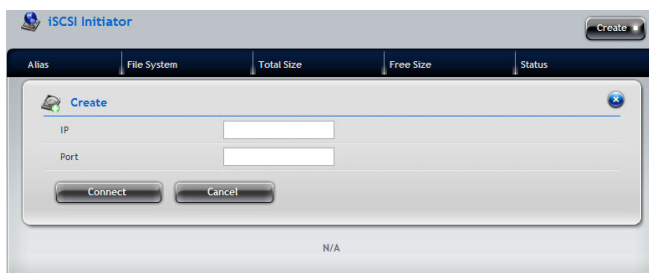 iSCSI Initiator
Create
Alias File System Total Size Free Size Status
Create
IP
Port
Connect Cancel
N/A